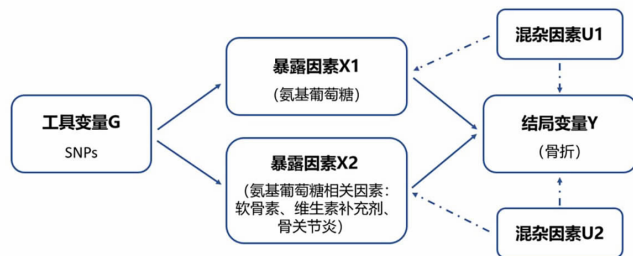 工具变量G
SNPs
暴露因素X1
(氨基葡萄糖)
暴露因素X2
(氨基葡萄糖相关因素:
软骨素、维生素补充剂、
骨关节炎)
混杂因素U1
结局变量Y
(骨折)
混杂因素U2